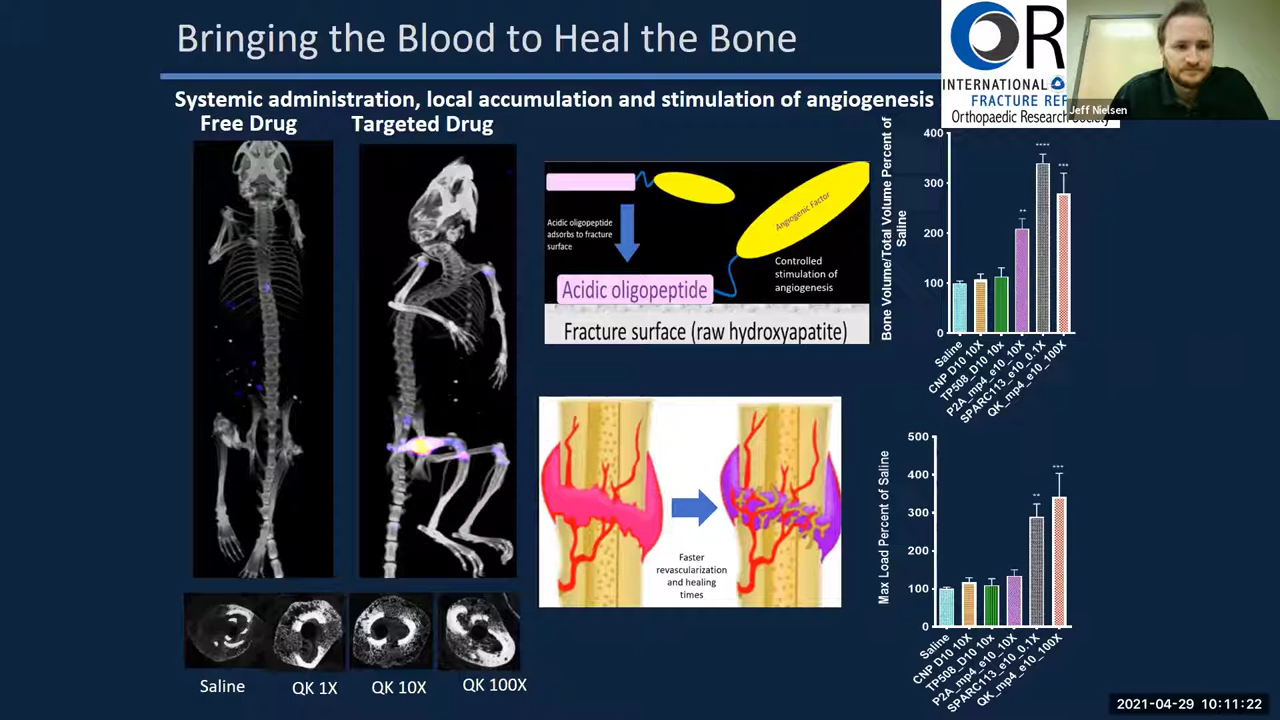 Bringing the Blood to Heal the Bone
Systemic administration, local accumulation and stimulation of angiogenesis
Free Drug
Targeted Drug
OR
INTERNATIONAL
FRACTURE REP
Orthopaedic Research Society
Jeff Nielsen
Acidic oligopeptide
adsorbs to fracture
surface
Angiogenic Factor
Controlled
stimulation of
angiogenesis
Acidic oligopeptide
Fracture surface (raw hydroxyapatite)
Faster
revascularization
and healing
times
Saline
QK 1X
QK 10X
QK 100X
Bone Volume/Total Volume Percent of
Saline
400
300
200
100
0
**
****
***
Saline
CNP D10 10X
TP508_D10 10x
P2A_mp4_e10_10X
SPARC113_e10_0.1X
QK_mp4_e10_100X
Max Load Percent of Saline
500
400
300
200
100
0
**
***
Saline
CNP D10 10X
TP508_D10 10x
P2A_mp4_e10_10X
SPARC113_e10_0.1X
QK_mp4_e10_100X
2021-04-29 10:11:22